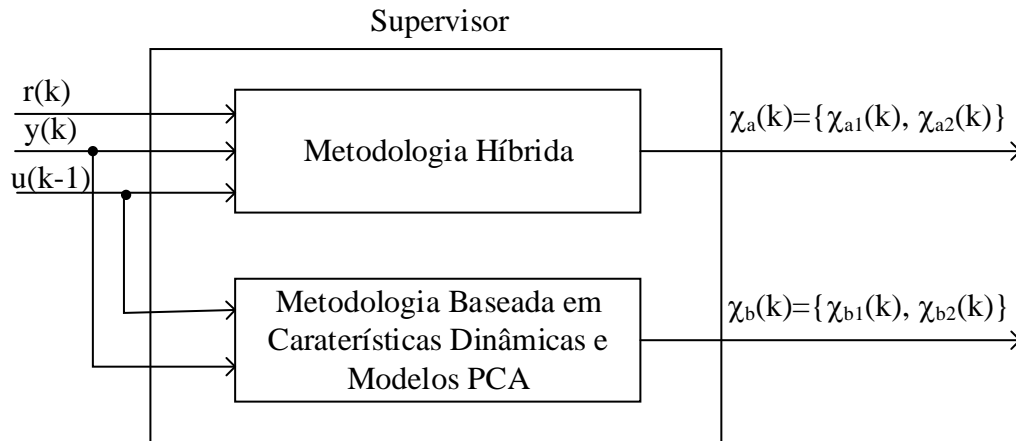 Supervisor
r(k)
y(k)
u(k-1)
Metodologia Híbrida
χa(k)={χa1(k), χa2(k)}
Metodologia Baseada em
Caraterísticas Dinâmicas e
Modelos PCA
χb(k)={χb1(k), χb2(k)}